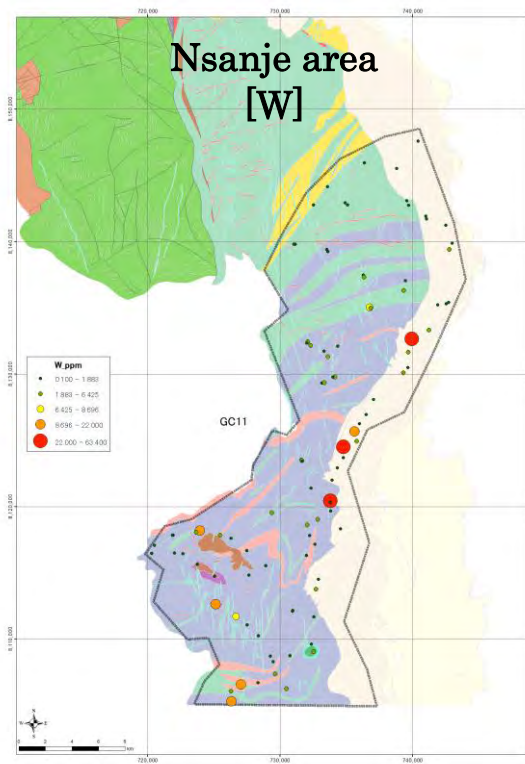 720,000 730,000 740,000
Nsanje area
[W]
8,150,000
8,140,000
8,130,000
8,120,000
8,110,000
W_ppm
0.100 - 1.883
1.883 - 6.425
6.425 - 8.696
8.696 - 22.000
22.000 - 63.400
GC11
N
W E
S
0 2 4 6 8
km
720,000 730,000 740,000